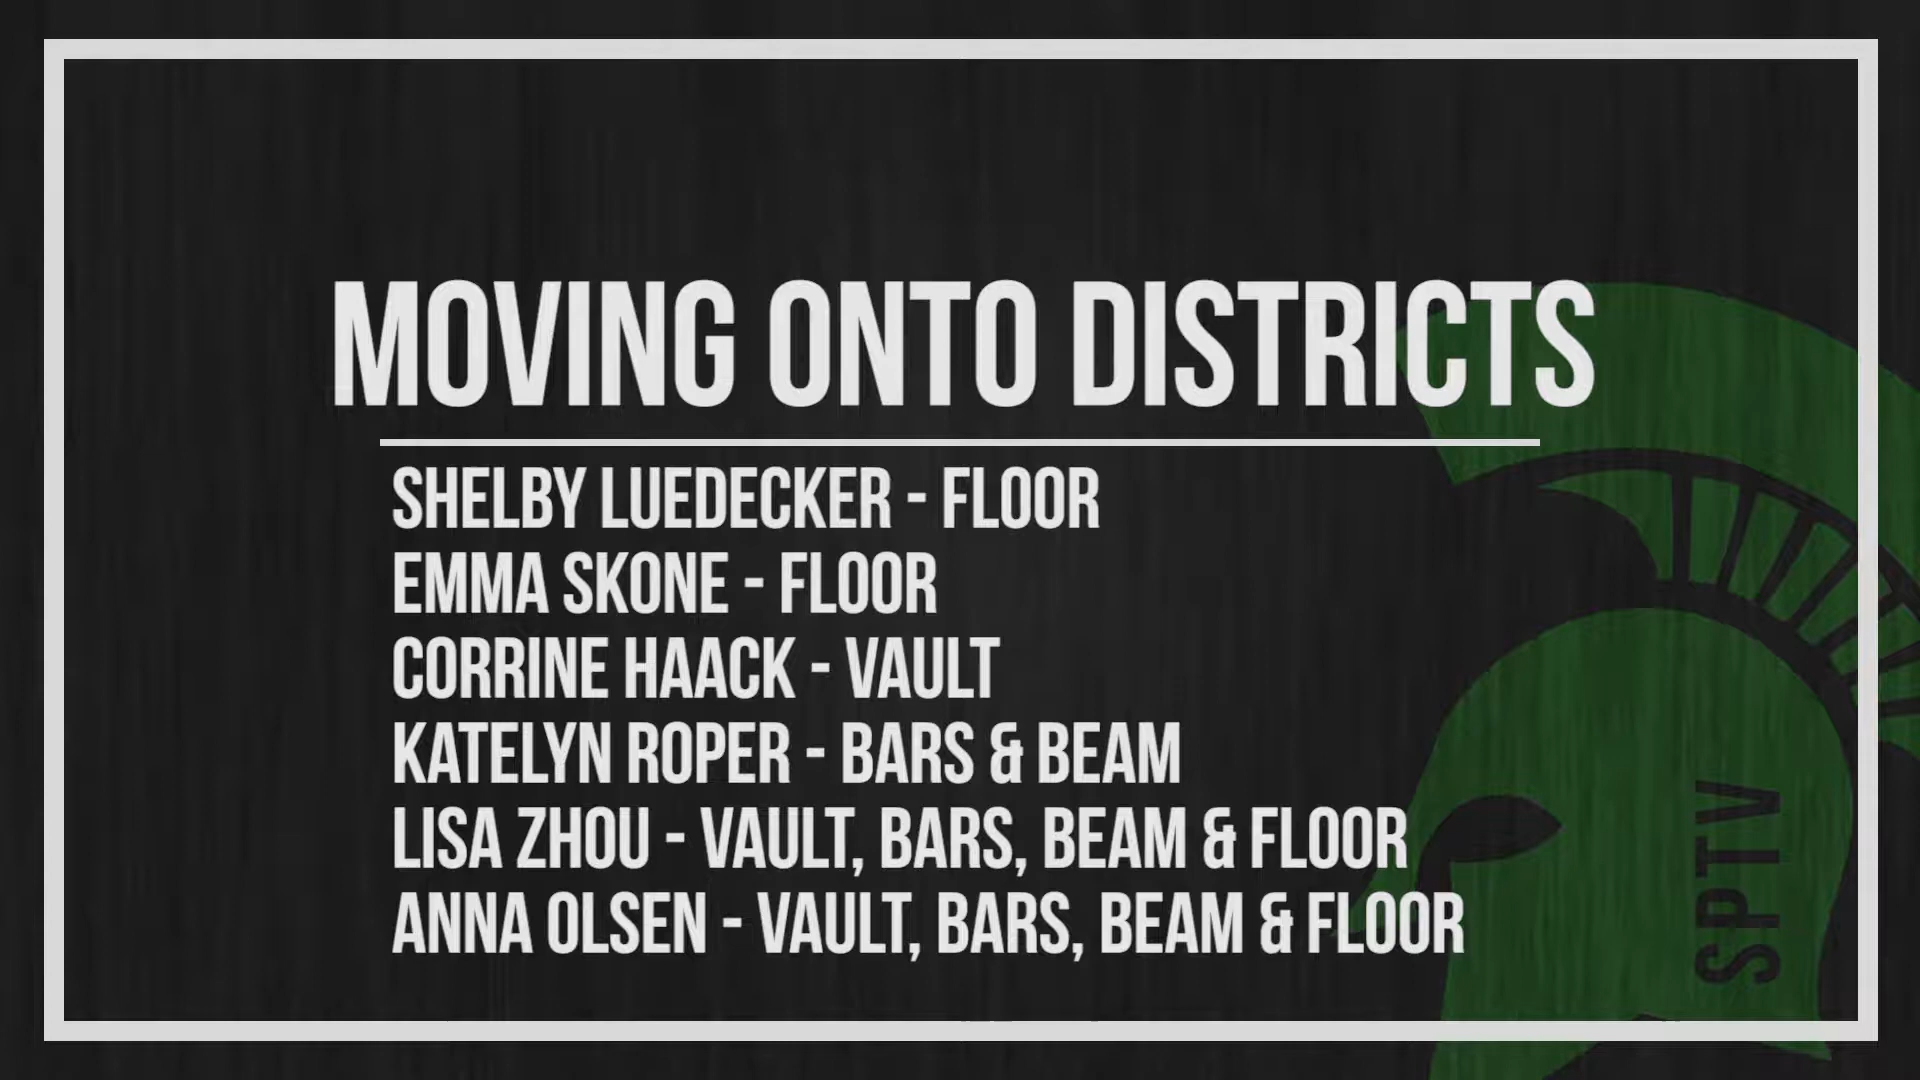 MOVING ONTO DISTRICTS
SHELBY LUEDECKER - FLOOR
EMMA SKONE - FLOOR
CORRINE HAACK - VAULT
KATELYN ROPER - BARS & BEAM
LISA ZHOU - VAULT, BARS, BEAM & FLOOR
ANNA OLSEN - VAULT, BARS, BEAM & FLOOR
SPTV